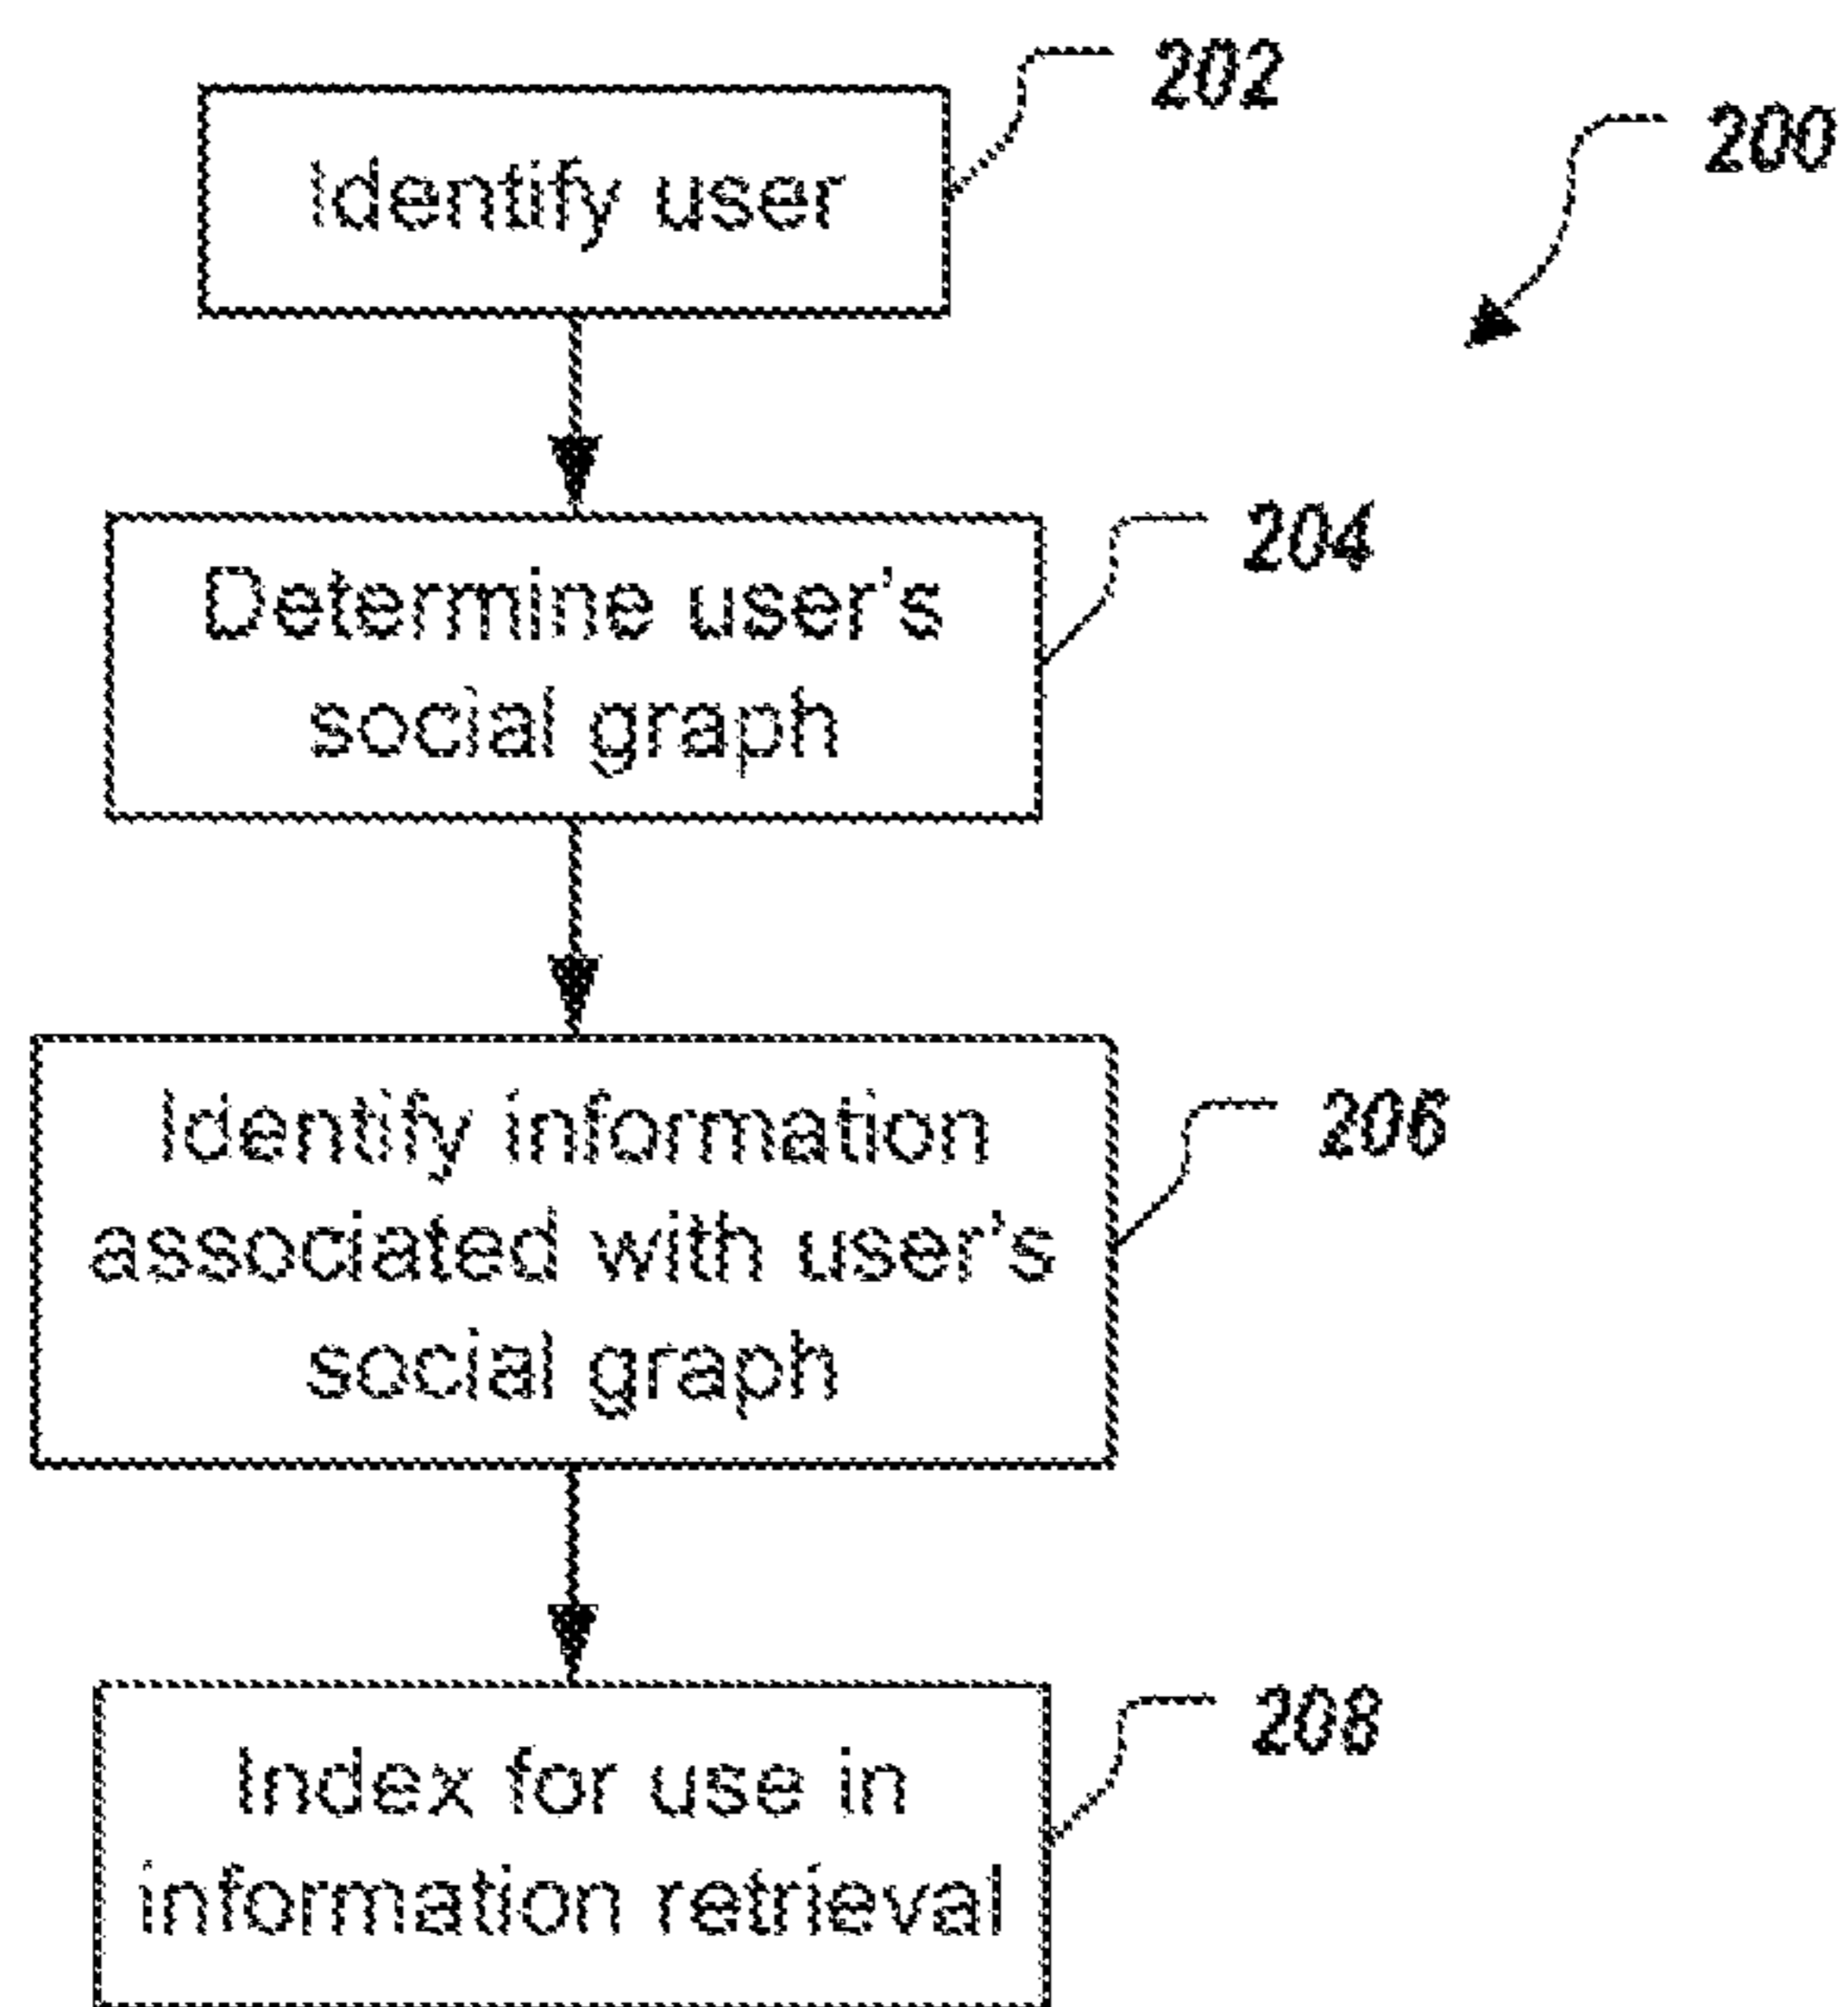 202
200
Identify user
204
Determine user's
social graph
206
Identify information
associated with user's
social graph
208
Index for use in
information retrieval